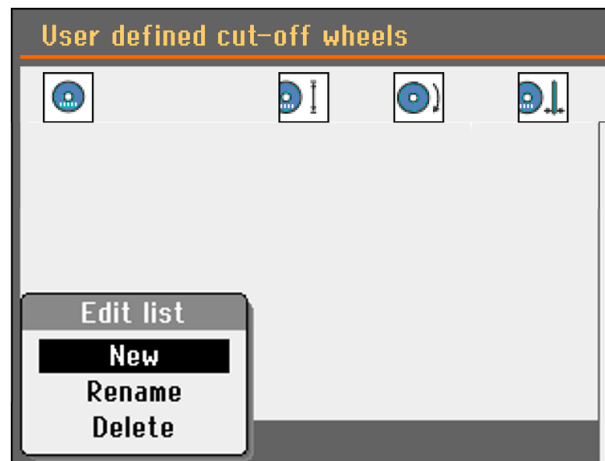 User defined cut-off wheels
Edit list
New
Rename
Delete